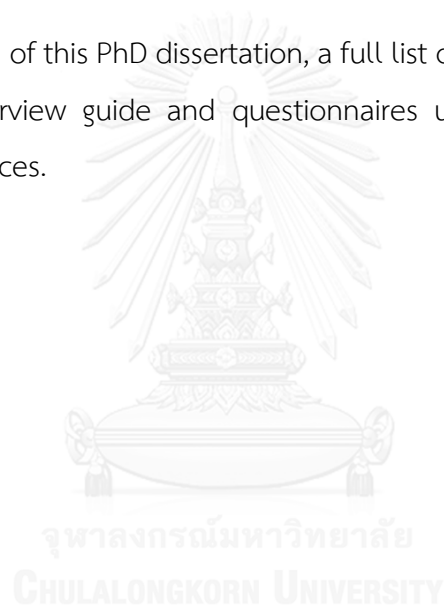 of this PhD dissertation, a full list
rview guide and questionnaires
ces.
จุฬาลงกรณ์มหาวิทยาลัย
CHULALONGKORN UNIVERSITY